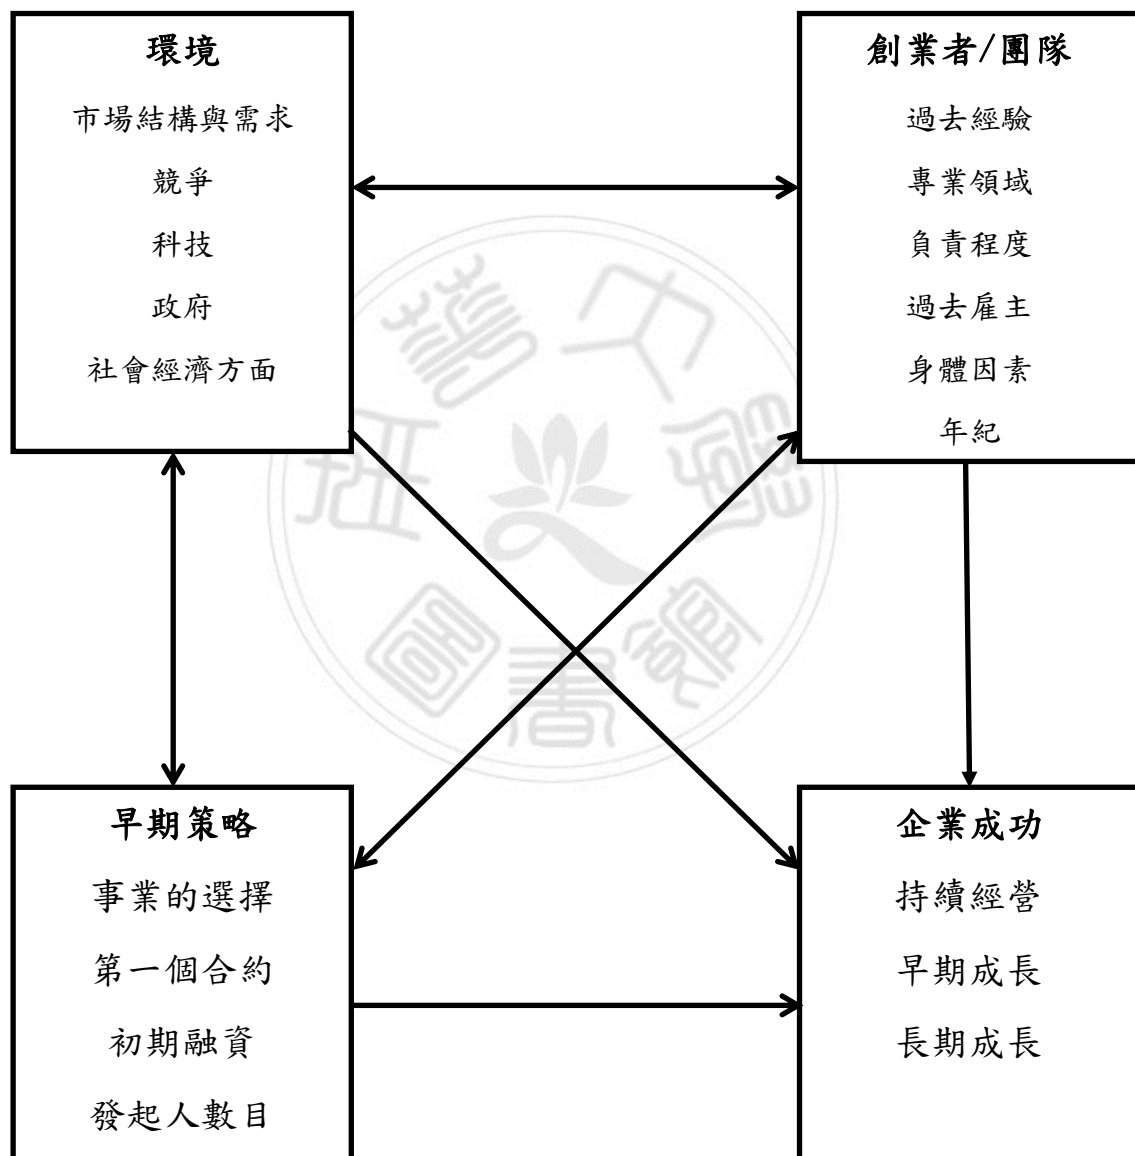 環境
市場結構與需求
競爭
科技
政府
社會經濟方面
創業者/團隊
過去經驗
專業領域
負責程度
過去雇主
身體因素
年紀
早期策略
事業的選擇
第一個合約
初期融資
發起人數目
企業成功
持續經營
早期成長
長期成長